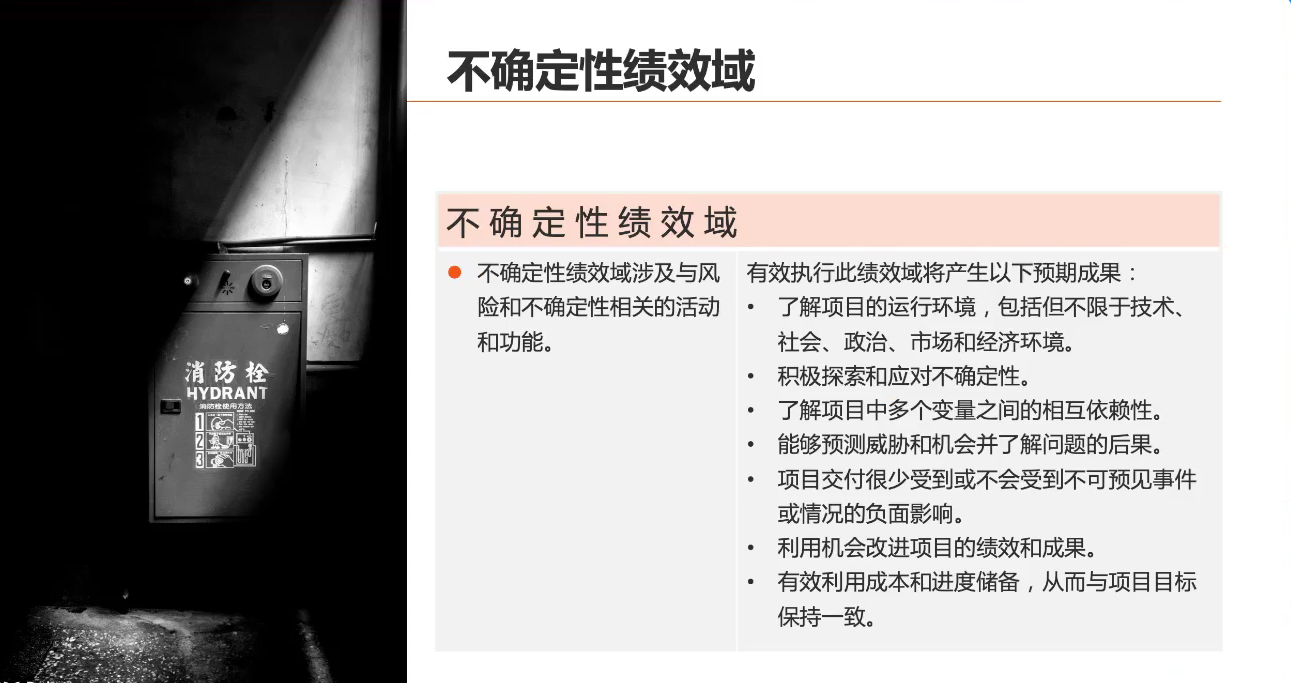 不确定性绩效域
不确定性绩效域
不确定性绩效域涉及与风
险和不确定性相关的活动
和功能。
有效执行此绩效域将产生以下预期成果：
• 了解项目的运行环境，包括但不限于技术、
社会、政治、市场和经济环境。
• 积极探索和应对不确定性。
• 了解项目中多个变量之间的相互依赖性。
• 能够预测威胁和机会并了解问题的后果。
• 项目交付很少受到或不会受到不可预见事件
或情况的负面影响。
• 利用机会改进项目的绩效和成果。
• 有效利用成本和进度储备，从而与项目目标
保持一致。
消防栓
HYDRANT
消防栓使用方法
1
2
3